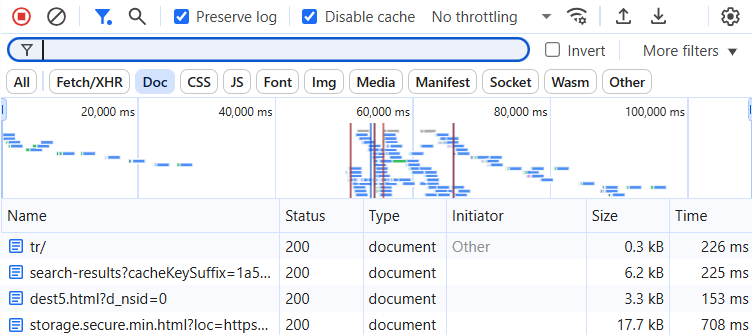 Preserve log Disable cache No throttling
Invert More filters
All Fetch/XHR Doc CSS JS Font Img Media Manifest Socket Wasm Other
20,000 ms 40,000 ms 60,000 ms 80,000 ms 100,000 ms
Name Status Type Initiator Size Time
tr/ 200 document Other 0.3 kB 226 ms
search-results?cacheKeySuffix=1a5... 200 document 6.2 kB 225 ms
dest5.html?d_nsid=0 200 document 3.3 kB 153 ms
storage.secure.min.html?loc=https... 200 document 17.7 kB 708 ms